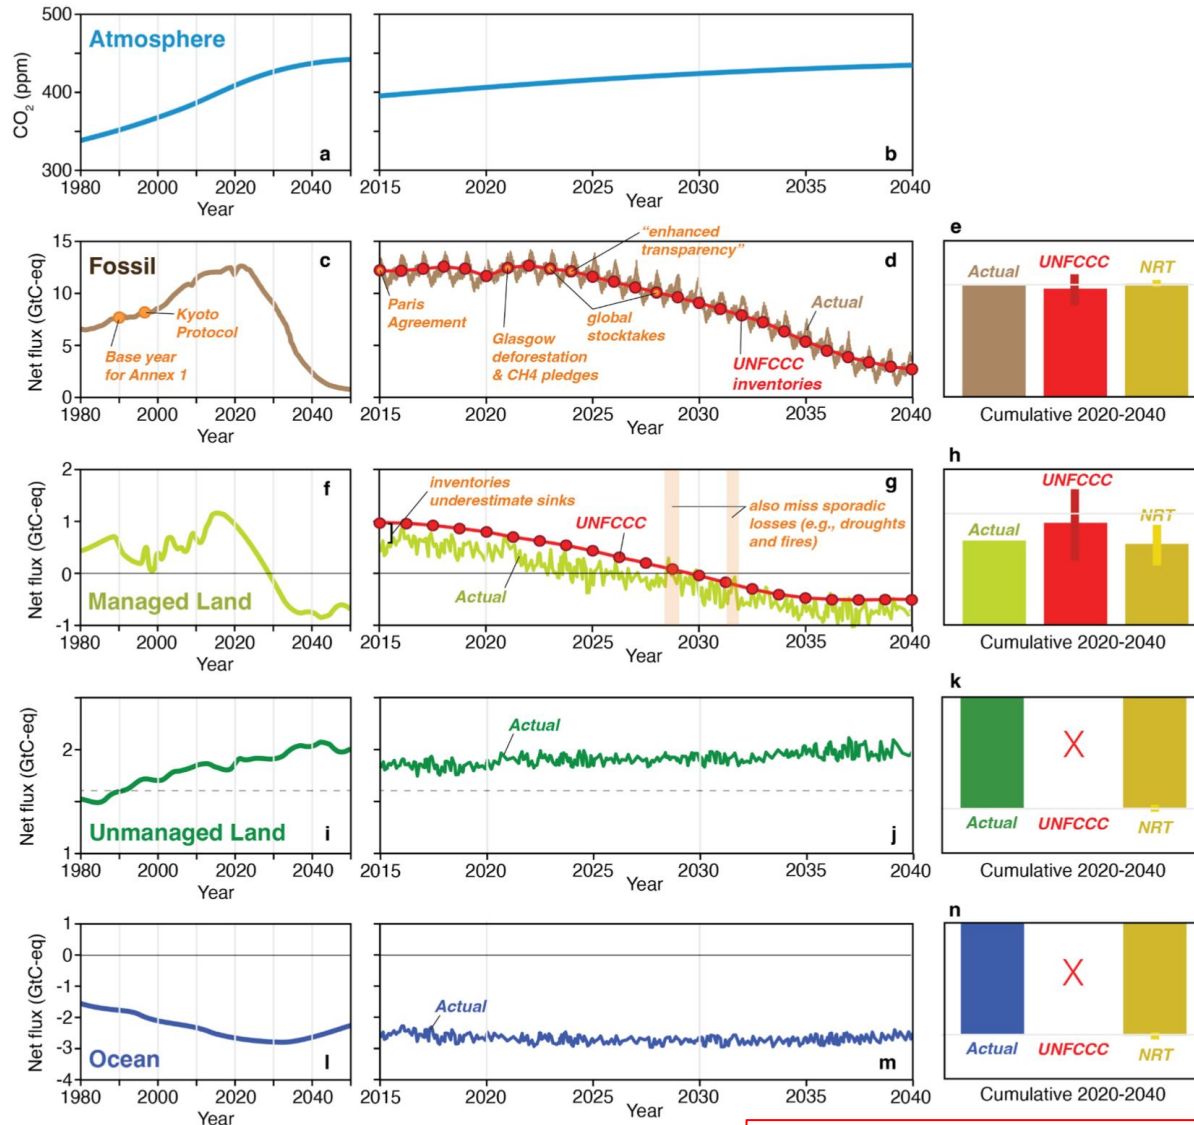 500
400
300
CO2 (ppm)
Atmosphere
a
1980 2000 2020 2040
Year
b
2015 2020 2025 2030 2035 2040
Year
15
10
5
0
Net flux (GtC-eq)
Fossil
c
Kyoto
Protocol
Base year
for Annex 1
1980 2000 2020 2040
Year
d
“enhanced
transparency”
Paris
Agreement
Glasgow
deforestation
& CH4 pledges
global
stocktakes
Actual
UNFCCC
inventories
2015 2020 2025 2030 2035 2040
Year
e
Actual
UNFCCC
NRT
Cumulative 2020-2040
2
1
0
-1
Net flux (GtC-eq)
f
Managed Land
1980 2000 2020 2040
Year
g
inventories
underestimate sinks
UNFCCC
also miss sporadic
losses (e.g., droughts
and fires)
Actual
2015 2020 2025 2030 2035 2040
Year
h
UNFCCC
Actual
NRT
Cumulative 2020-2040
2
1
Net flux (GtC-eq)
Unmanaged Land
i
1980 2000 2020 2040
Year
Actual
j
2015 2020 2025 2030 2035 2040
Year
k
X
Actual
UNFCCC
NRT
Cumulative 2020-2040
1
0
-1
-2
-3
-4
Net flux (GtC-eq)
Ocean
l
1980 2000 2020 2040
Year
Actual
m
2015 2020 2025 2030 2035 2040
Year
n
X
Actual
UNFCCC
NRT
Cumulative 2020-2040